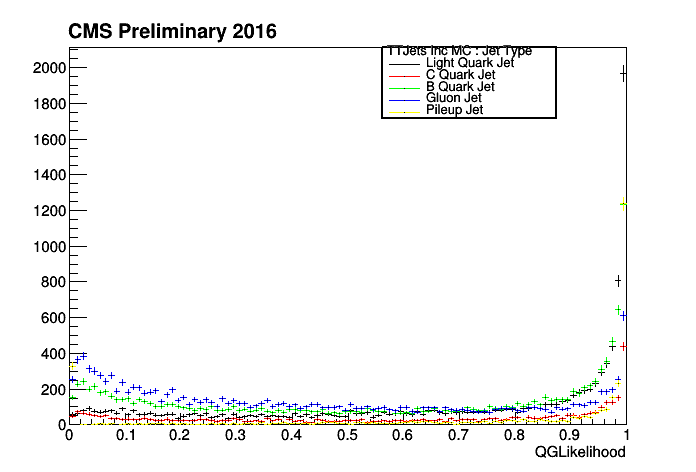 CMS Preliminary 2016
TTJets Inc MC : Jet Type
Light Quark Jet
C Quark Jet
B Quark Jet
Gluon Jet
Pileup Jet
2000
1800
1600
1400
1200
1000
800
600
400
200
0
0 0.1 0.2 0.3 0.4 0.5 0.6 0.7 0.8 0.9 1
QGLikelihood